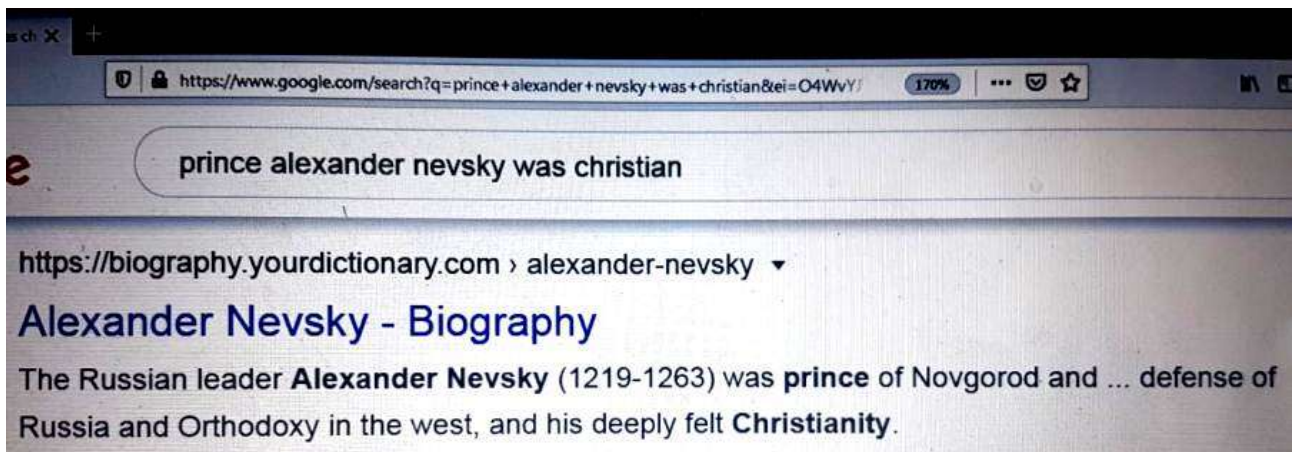 https://www.google.com/search?q=prince+alexander+nevsky+was+christian&ei=O4WvY 170%
prince alexander nevsky was christian
https://biography.yourdictionary.com › alexander-nevsky
Alexander Nevsky - Biography
The Russian leader Alexander Nevsky (1219-1263) was prince of Novgorod and ... defense of
Russia and Orthodoxy in the west, and his deeply felt Christianity.